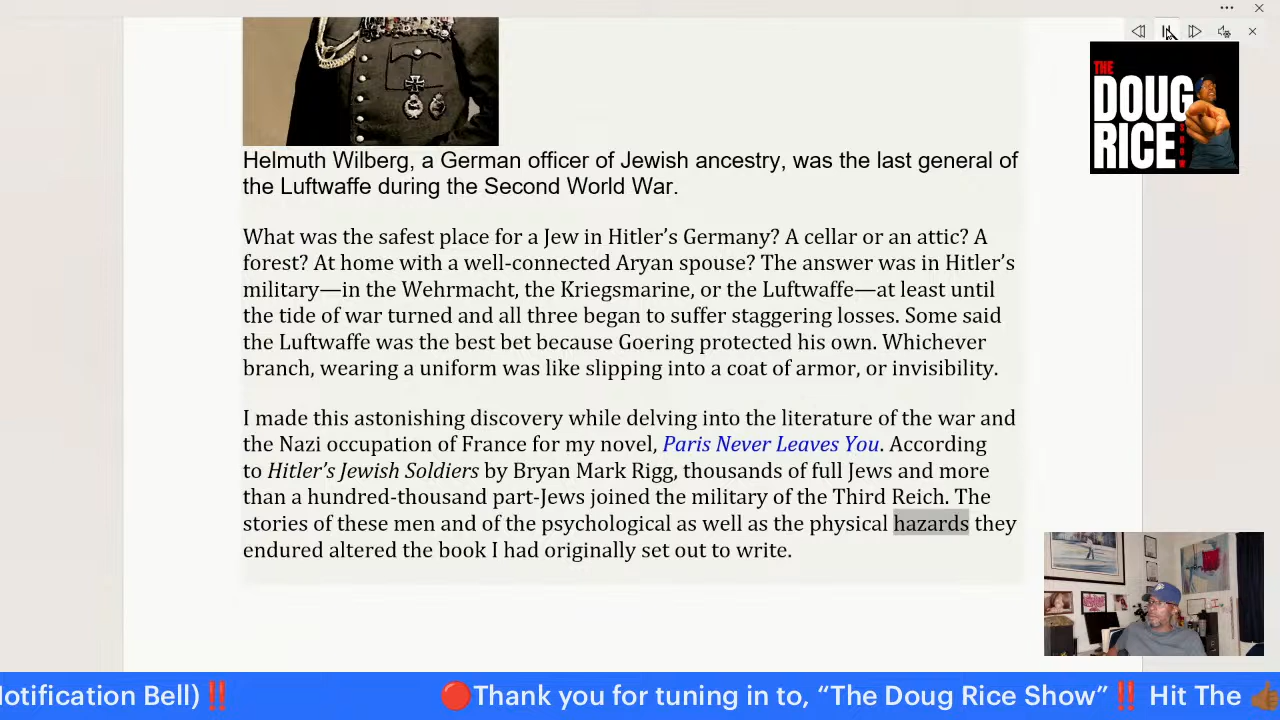 THE
DOUG
RICE
SHOW
Helmuth Wilberg, a German officer of Jewish ancestry, was the last general of
the Luftwaffe during the Second World War.
What was the safest place for a Jew in Hitler’s Germany? A cellar or an attic? A
forest? At home with a well-connected Aryan spouse? The answer was in Hitler’s
military—in the Wehrmacht, the Kriegsmarine, or the Luftwaffe—at least until
the tide of war turned and all three began to suffer staggering losses. Some said
the Luftwaffe was the best bet because Goering protected his own. Whichever
branch, wearing a uniform was like slipping into a coat of armor, or invisibility.
I made this astonishing discovery while delving into the literature of the war and
the Nazi occupation of France for my novel, Paris Never Leaves You. According
to Hitler’s Jewish Soldiers by Bryan Mark Rigg, thousands of full Jews and more
than a hundred-thousand part-Jews joined the military of the Third Reich. The
stories of these men and of the psychological as well as the physical hazards they
endured altered the book I had originally set out to write.
Notification Bell)‼️ 🔴Thank you for tuning in to, “The Doug Rice Show”‼️ Hit The 👍🏾